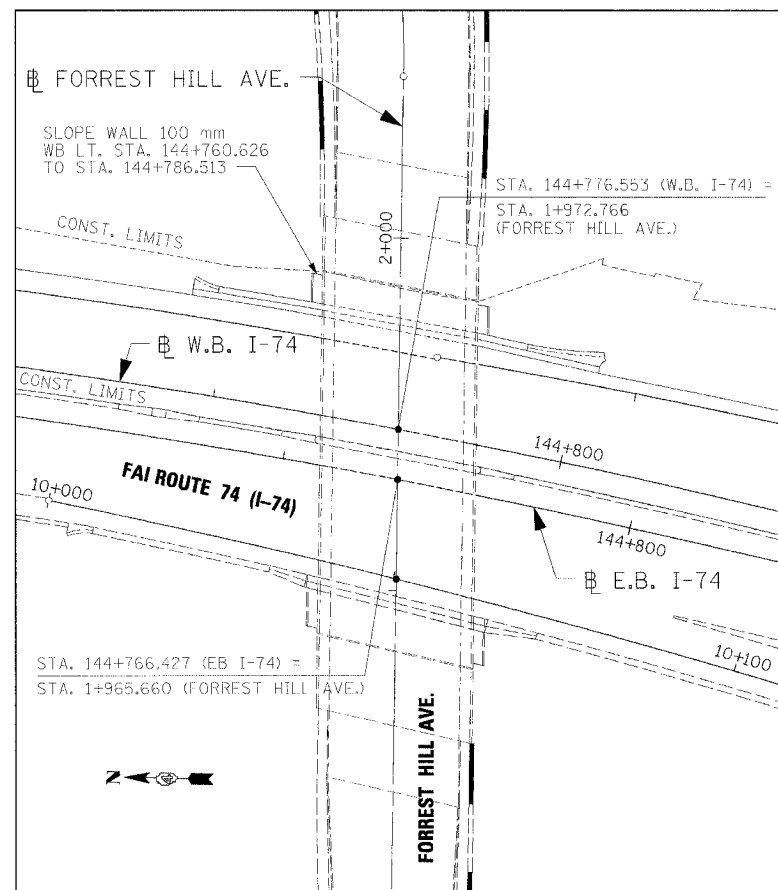 BL FORREST HILL AVE.
SLOPE WALL 100 mm
WB LT. STA. 144+760.626
TO STA. 144+786.513
STA. 144+776.553 (W.B. I-74) =
STA. 1+972.766
(FORREST HILL AVE.)
CONST. LIMITS
2+000
BL W.B. I-74
CONST. LIMITS
144+800
10+000
FAI ROUTE 74 (I-74)
144+800
BL E.B. I-74
STA. 144+766.427 (EB I-74) =
STA. 1+965.660 (FORREST HILL AVE.)
10+100
FORREST HILL AVE.
N